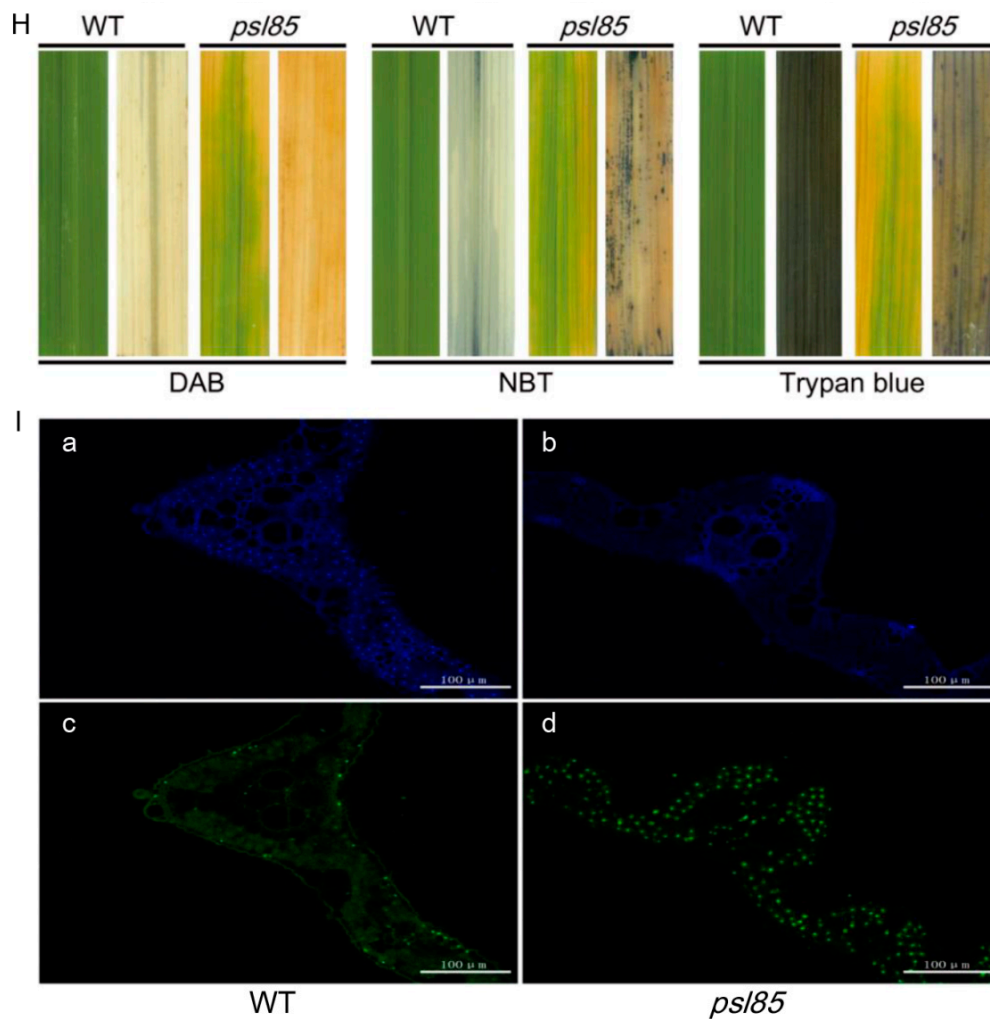 H
WT psl85 WT psl85 WT psl85
DAB NBT Trypan blue
I
a b
100 μm 100 μm
c d
100 μm 100 μm
WT psl85